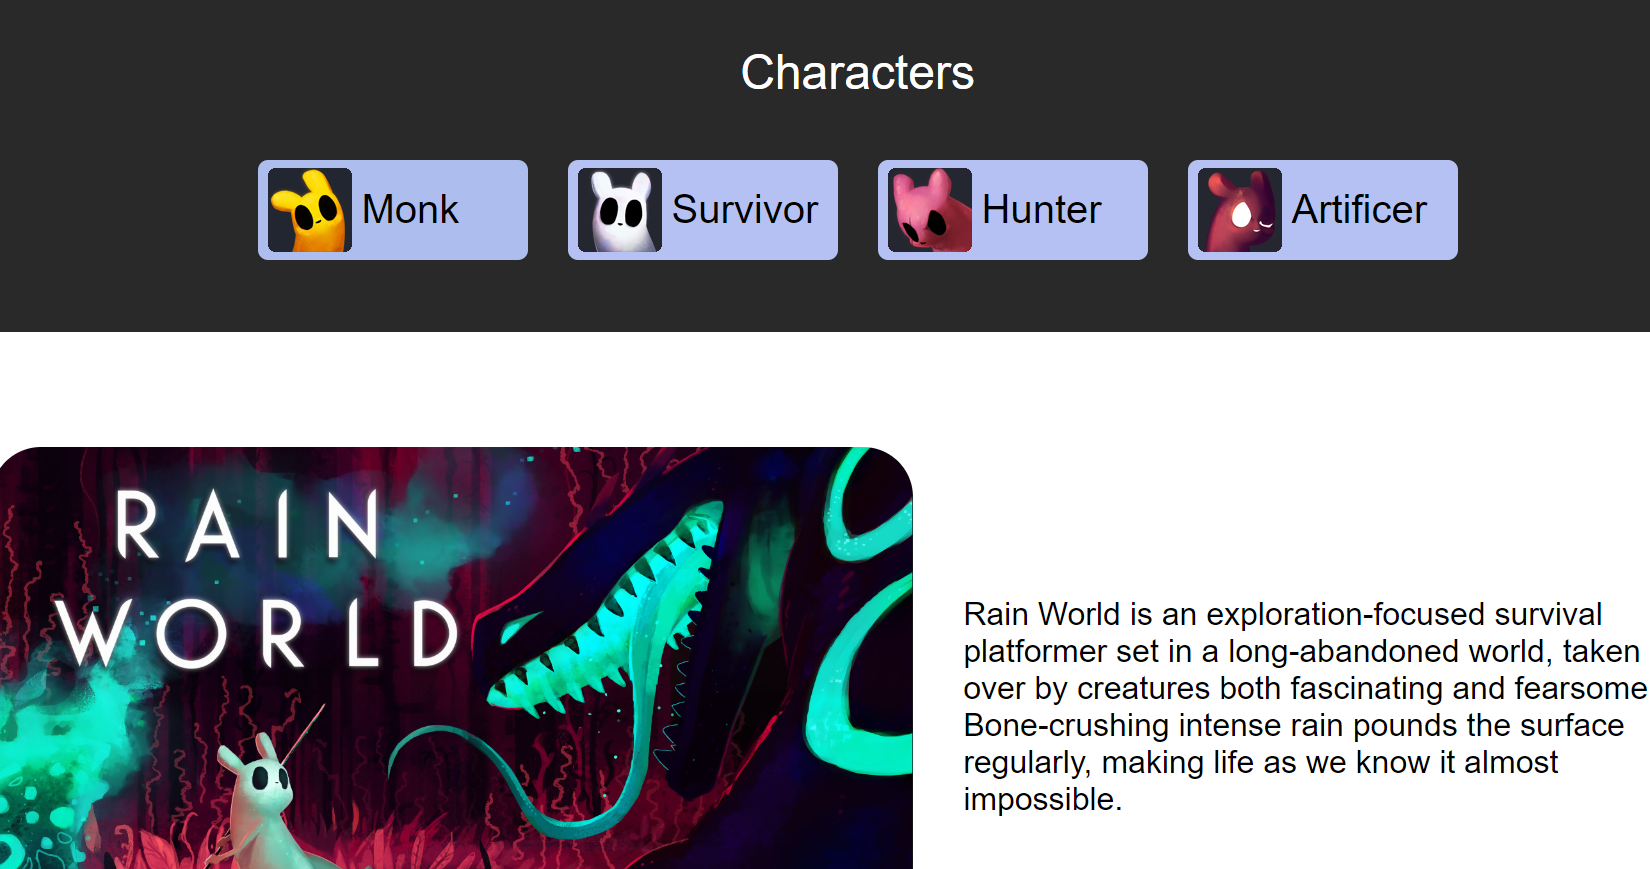 Characters
Monk
Survivor
Hunter
Artificer
RAIN
WORLD
Rain World is an exploration-focused survival
platformer set in a long-abandoned world, taken
over by creatures both fascinating and fearsome
Bone-crushing intense rain pounds the surface
regularly, making life as we know it almost
impossible.